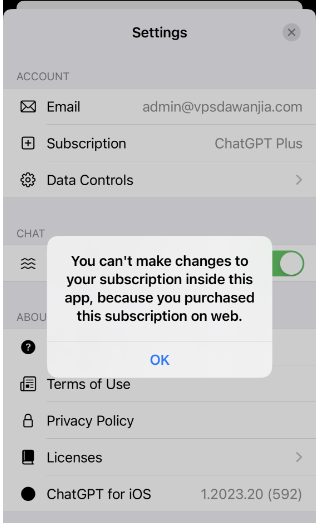 Settings
ACCOUNT
Email admin@vpsdawanjia.com
Subscription ChatGPT Plus
Data Controls
CHAT
You can't make changes to
your subscription inside this
app, because you purchased
this subscription on web.
OK
ABOU
Terms of Use
Privacy Policy
Licenses
ChatGPT for iOS 1.2023.20 (592)